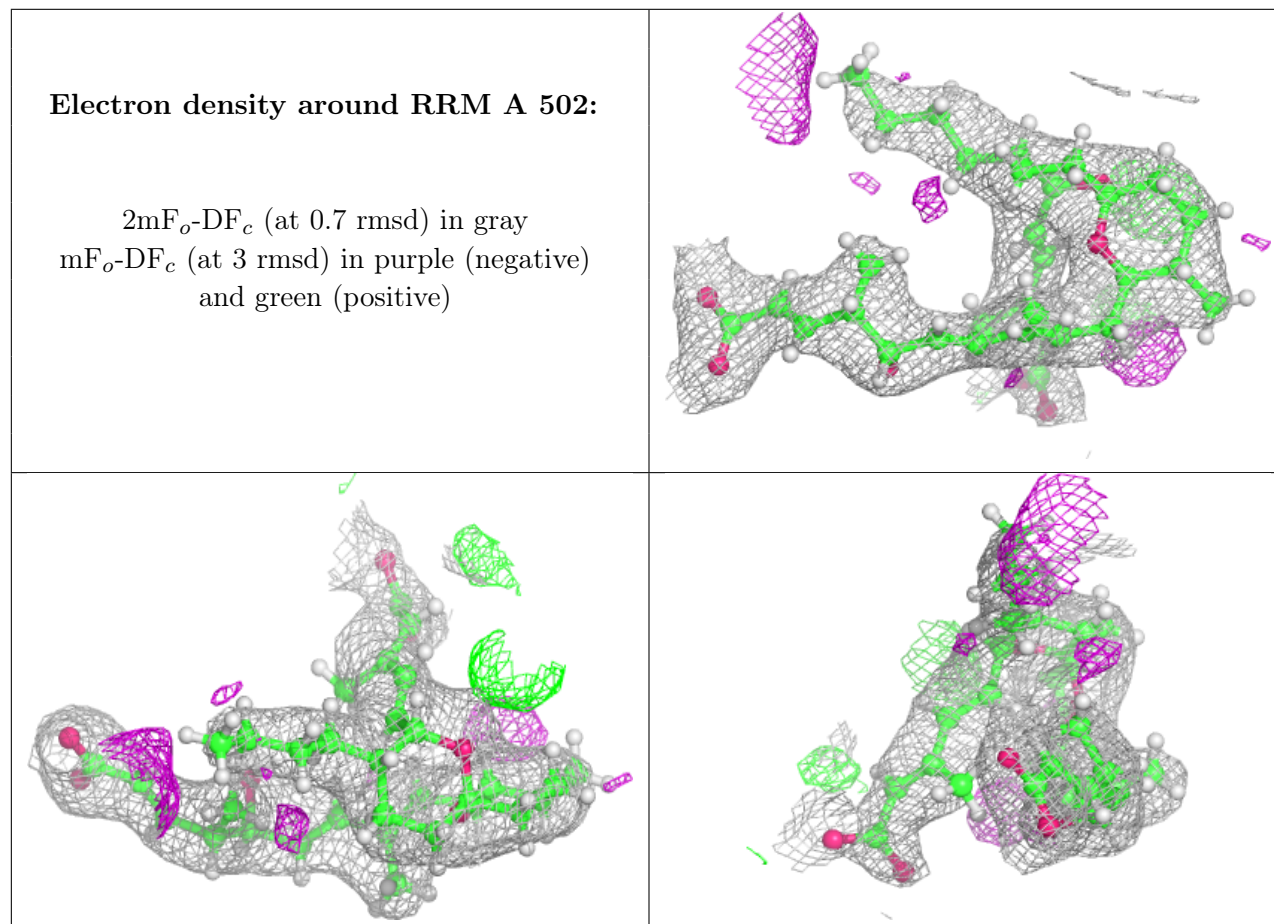 Electron density around RRM A 502:
2mFo-DFc (at 0.7 rmsd) in gray
mFo-DFc (at 3 rmsd) in purple (negative)
and green (positive)